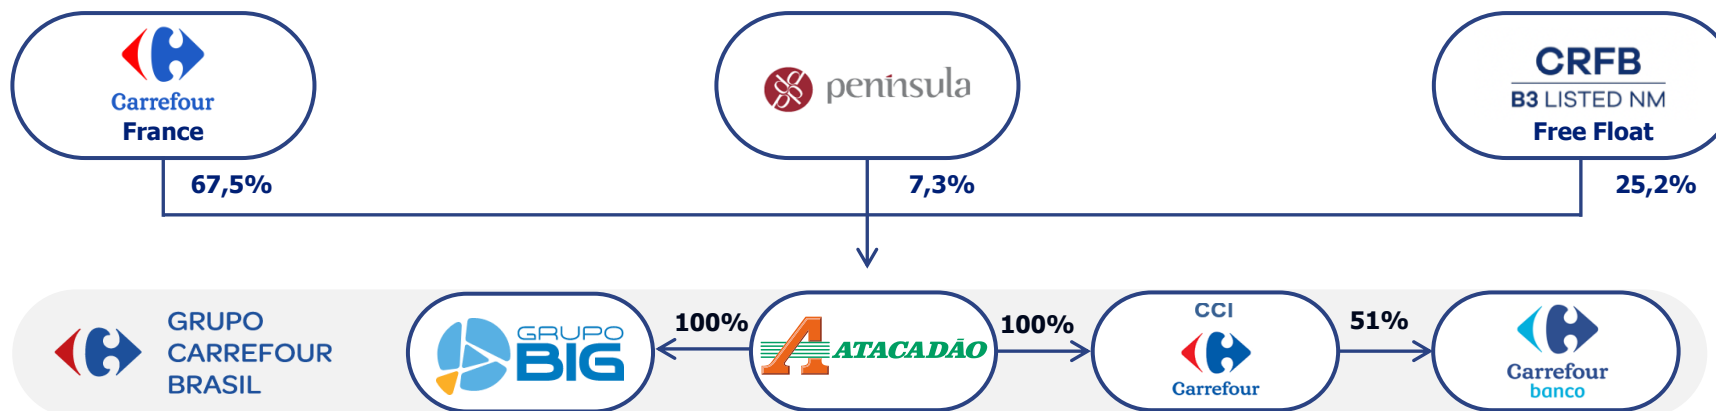 Carrefour
France
península
CRFB
B3 LISTED NM
Free Float
67,5%
7,3%
25,2%
GRUPO
CARREFOUR
BRASIL
GRUPO
BIG
100%
ATACADÃO
100%
CCI
Carrefour
51%
Carrefour
banco